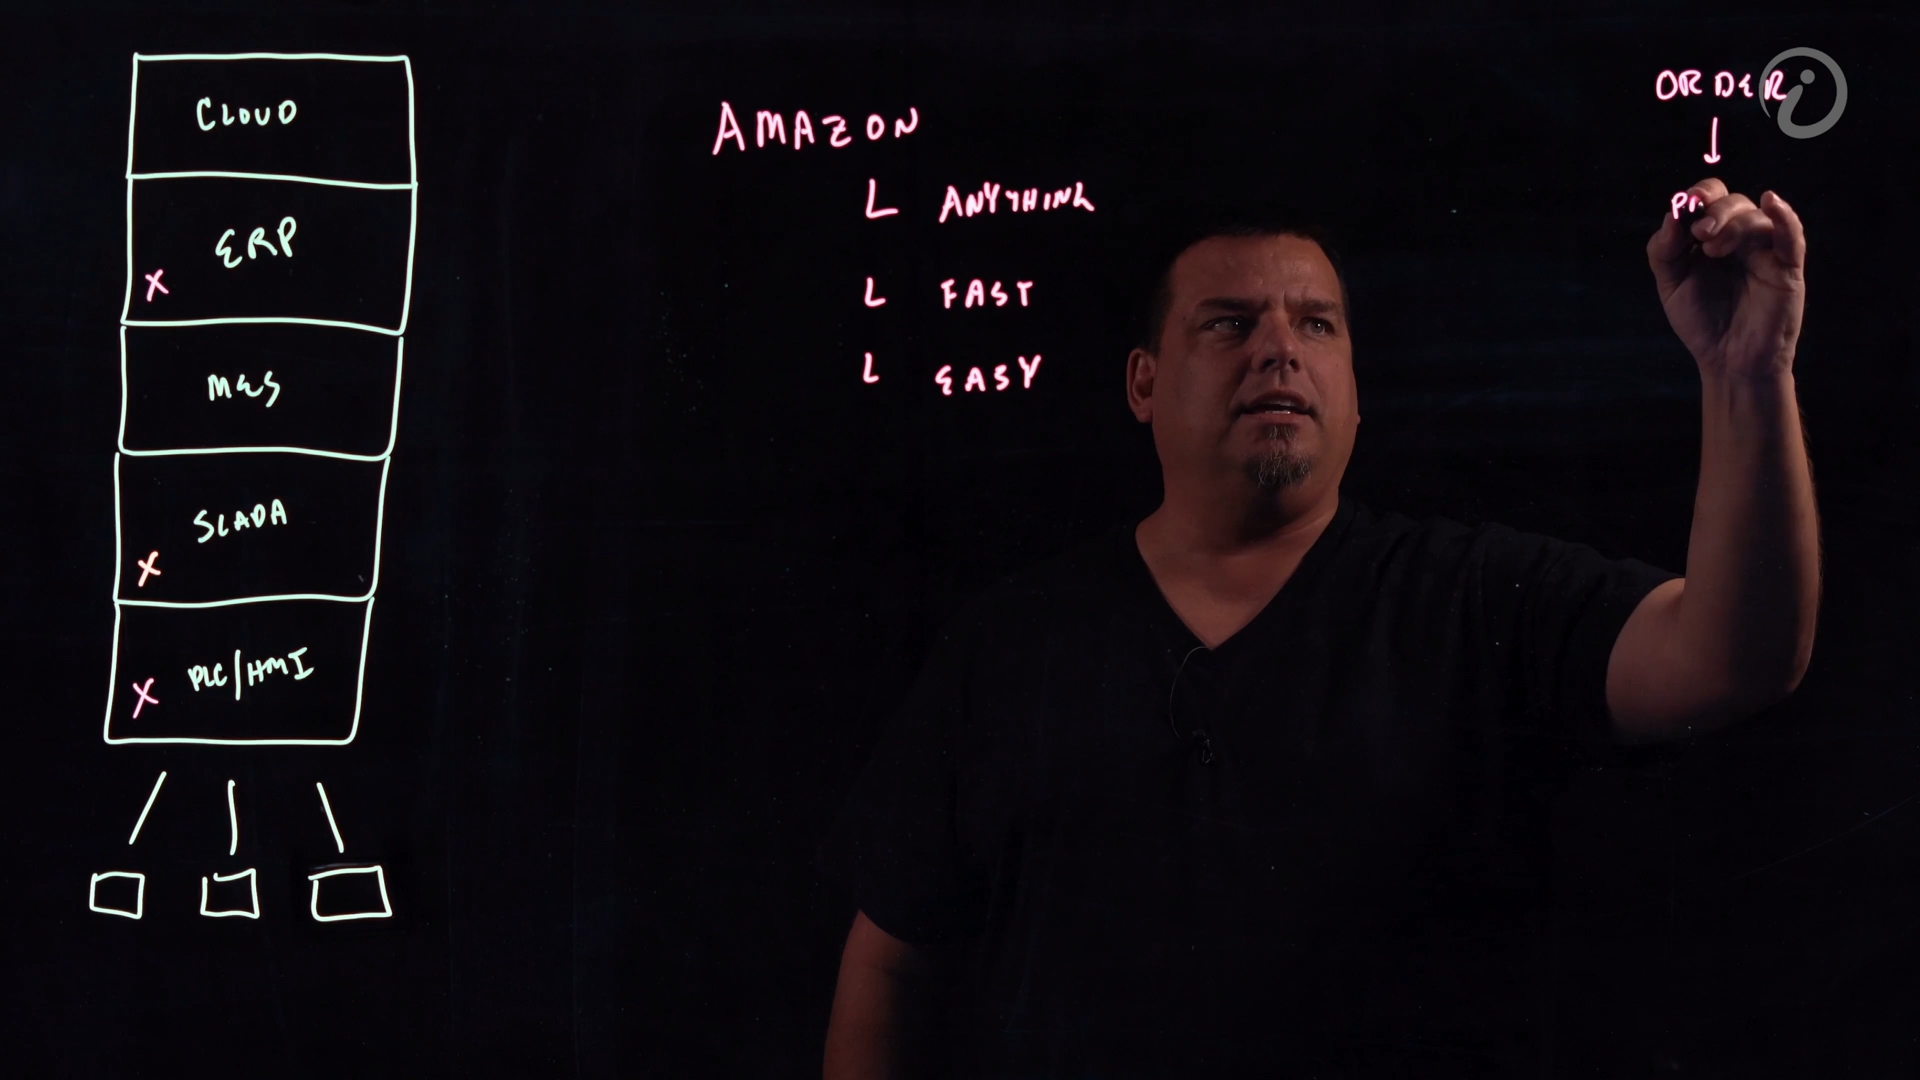 CLOUD
ERP
X
MES
SCADA
X
PLC/HMI
X
AMAZON
L ANYTHING
L FAST
L EASY
ORDER